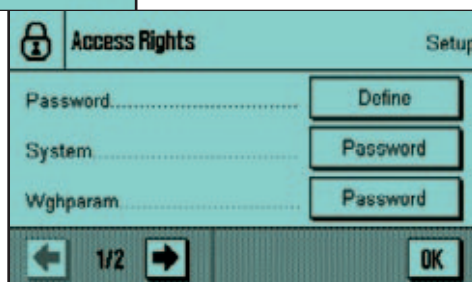 Access Rights Setup
Password........................ Define
System........................ Password
Wghparam........................ Password
1/2 OK